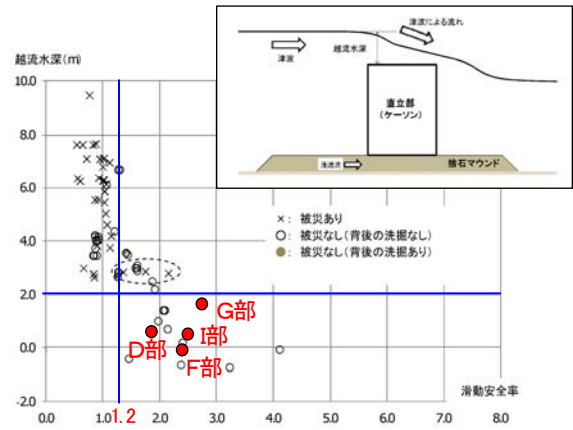 越流水深(m)
10.0
8.0
6.0
4.0
2.0
0.0
-2.0
0.0
1.0
1.2
2.0
3.0
4.0
5.0
6.0
7.0
8.0
滑動安全率
×： 被災あり
○： 被災なし(背後の洗掘なし)
●： 被災なし(背後の洗掘あり)
G部
I部
D部
F部
津波による流れ
越流水深
津波
直立部
(ケーソン)
浸透流
捨石マウンド